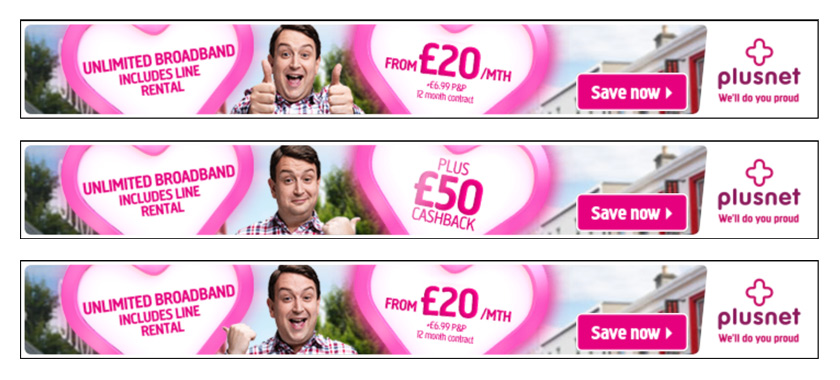 UNLIMITED BROADBAND
INCLUDES LINE
RENTAL
FROM £20/MTH
+£6.99 P&P
12 month contract
Save now
plusnet
We'll do you proud
UNLIMITED BROADBAND
INCLUDES LINE
RENTAL
PLUS
£50
CASHBACK
Save now
plusnet
We'll do you proud
UNLIMITED BROADBAND
INCLUDES LINE
RENTAL
FROM £20/MTH
+£6.99 P&P
12 month contract
Save now
plusnet
We'll do you proud